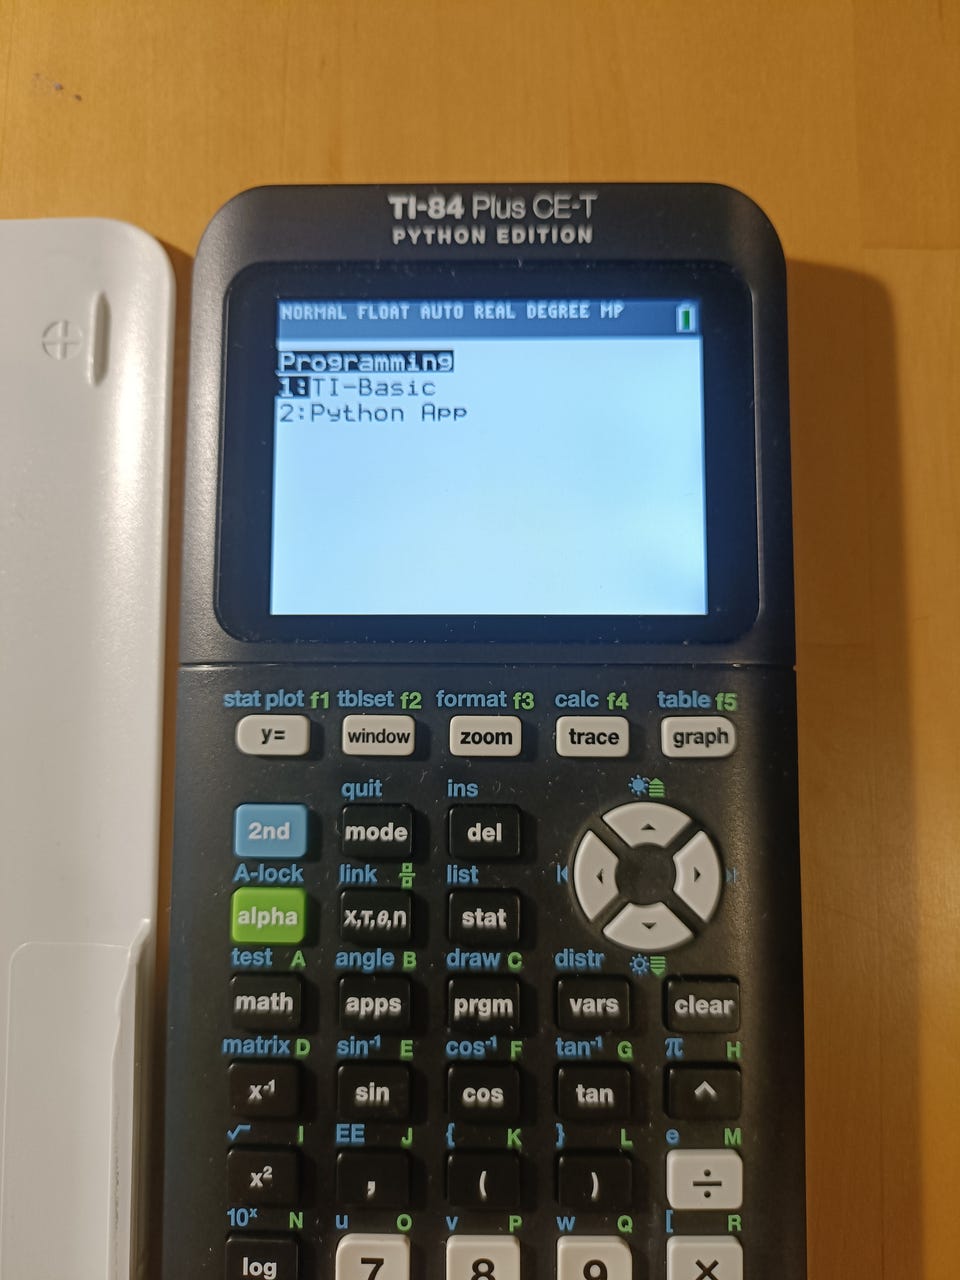 TI-84 Plus CE-T
PYTHON EDITION
NORMAL FLOAT AUTO REAL DEGREE MP
Programming
1:TI-Basic
2:Python App
stat plot f1 tblset f2 format f3 calc f4 table f5
y= window zoom trace graph
quit ins
2nd mode del
A-lock link list
alpha X,T,θ,n stat
test A angle B draw C distr
math apps prgm vars clear
matrix D sin⁻¹ E cos⁻¹ F tan⁻¹ G π H
x⁻¹ sin cos tan ^
√ I EE J { K } L e M
x² , ( ) ÷
10ˣ N u O v P w Q [ R
log 7 8 9 ×